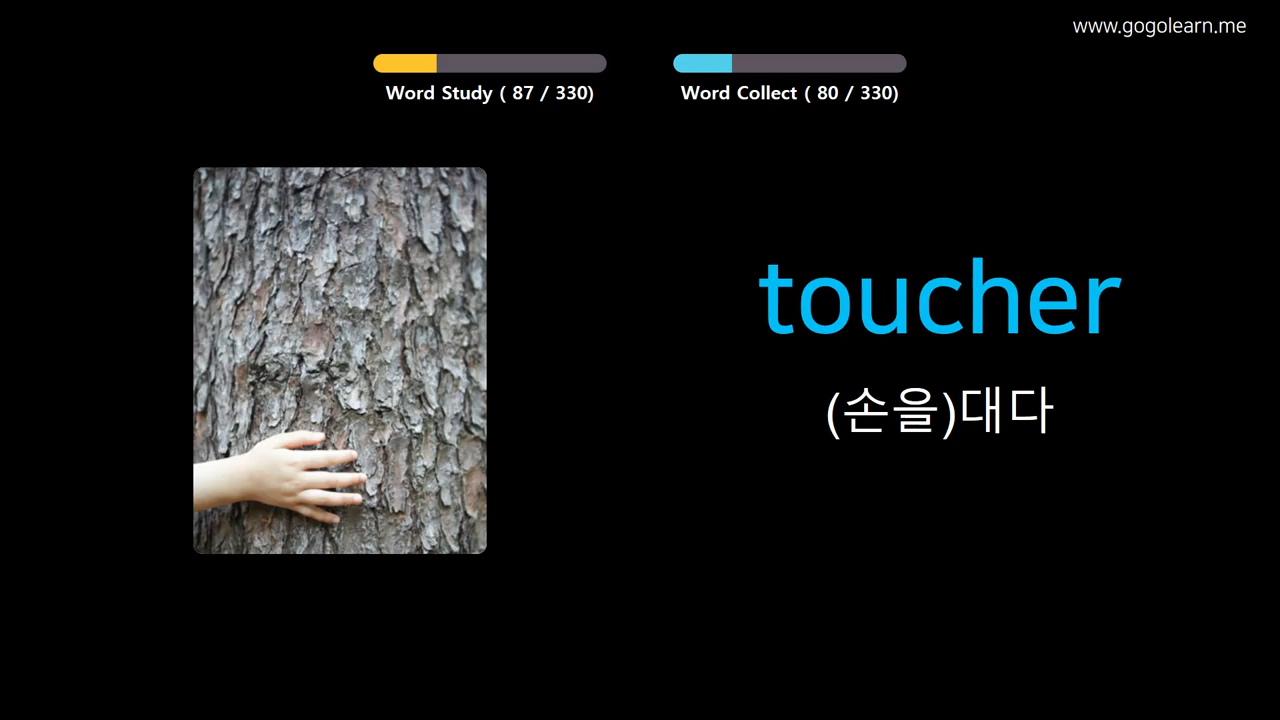 www.gogolearn.me
Word Study ( 87 / 330)
Word Collect ( 80 / 330)
toucher
(손을)대다